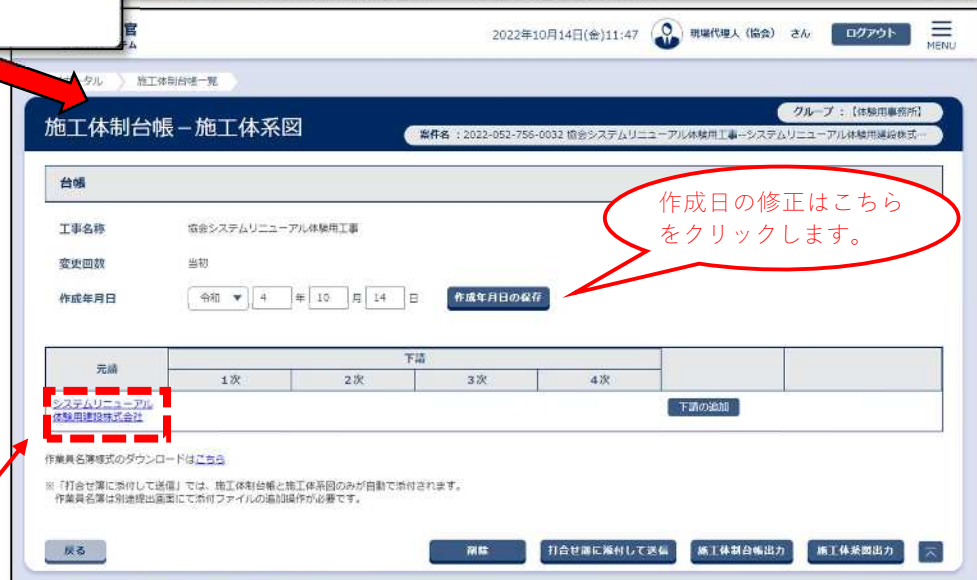 官
テム
2022年10月14日(金)11:47 現場代理人（協会） さん ログアウト
MENU
タル 施工体制台帳一覧
施工体制台帳－施工体系図
グループ：【体験用事務所】
案件名：2022-052-756-0032 協会システムリニューアル体験用工事--システムリニューアル体験用建設株式…
台帳
作成日の修正はこちら
をクリックします。
工事名称 協会システムリニューアル体験用工事
変更回数 当初
作成年月日 令和 ▼ 4 年 10 月 14 日 作成年月日の保存
元請 下請
1次 2次 3次 4次
システムリニューアル
体験用建設株式会社
下請の追加
作業員名簿様式のダウンロードはこちら
※「打合せ簿に添付して送信」では、施工体制台帳と施工体系図のみが自動で添付されます。
作業員名簿は別途提出画面にて添付ファイルの追加操作が必要です。
戻る 削除 打合せ簿に添付して送信 施工体制台帳出力 施工体系図出力